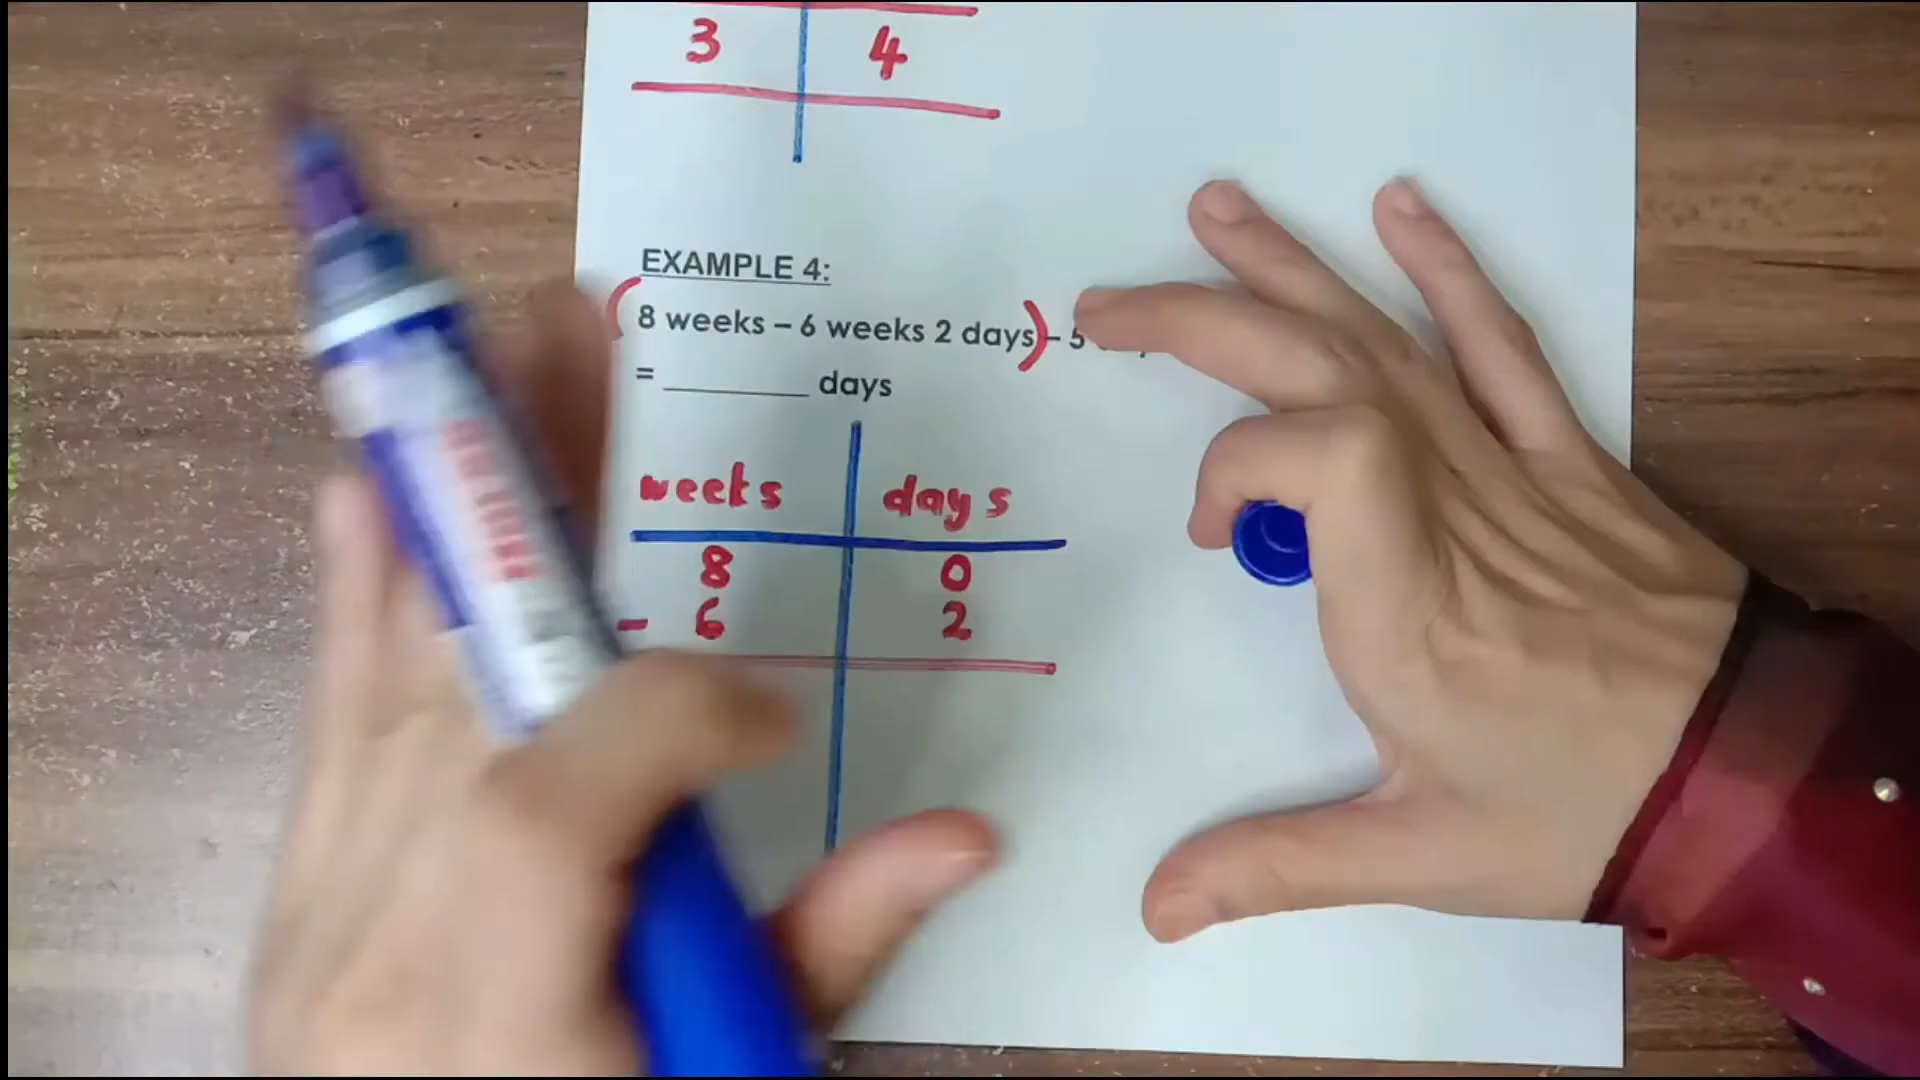 3 4
EXAMPLE 4:
(8 weeks – 6 weeks 2 days) – 5
= ________ days
weeks days
8 0
- 6 2